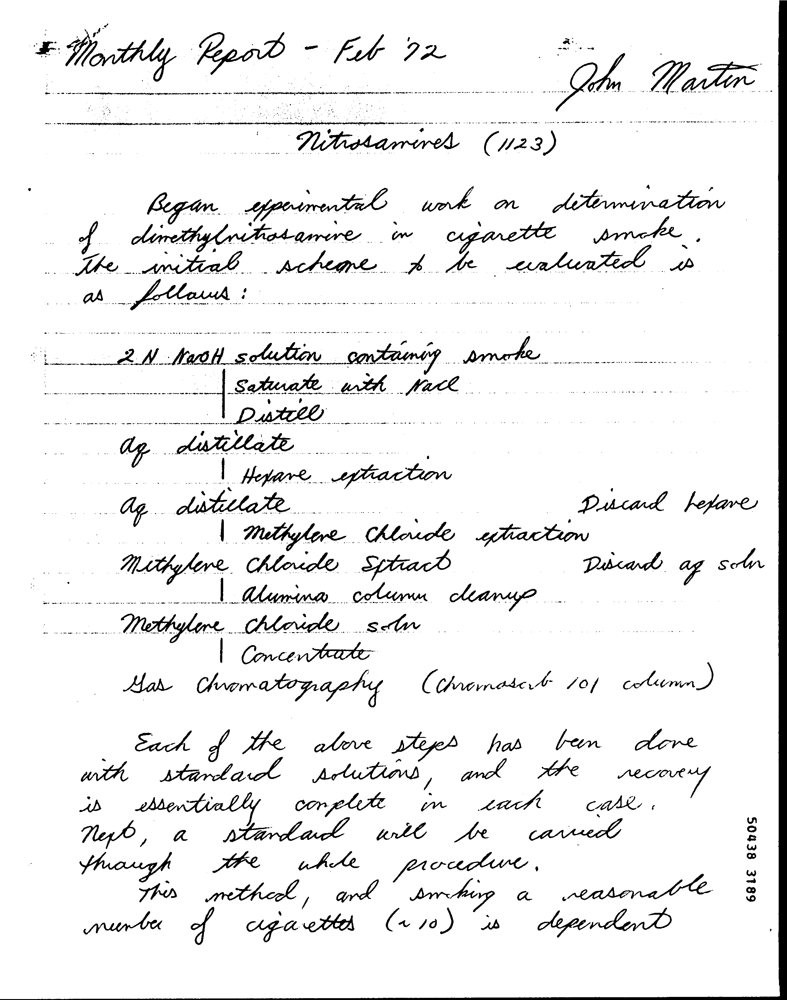 Monthly Report - Feb '72
John Martin
Nitrosamines (1123)
Began experimental work on determination
of dimethylnitrosamine in cigarette smoke.
The initial scheme to be evaluated is
as follows:
2 N NaOH solution containing smoke
Saturate with NaCl
Distill
Aq distillate
Hexane extraction
Aq distillate Discard hexane
Methylene Chloride extraction
Methylene Chloride Extract Discard aq soln
Alumina column cleanup
Methylene Chloride soln
Concentrate
Gas Chromatography (Chromosorb 101 column)
Each of the above steps has been done
with standard solutions, and the recovery
is essentially complete in each case.
Next, a standard will be carried
through the whole procedure.
This method, and smoking a reasonable
number of cigarettes (~10) is dependent
50438 3189